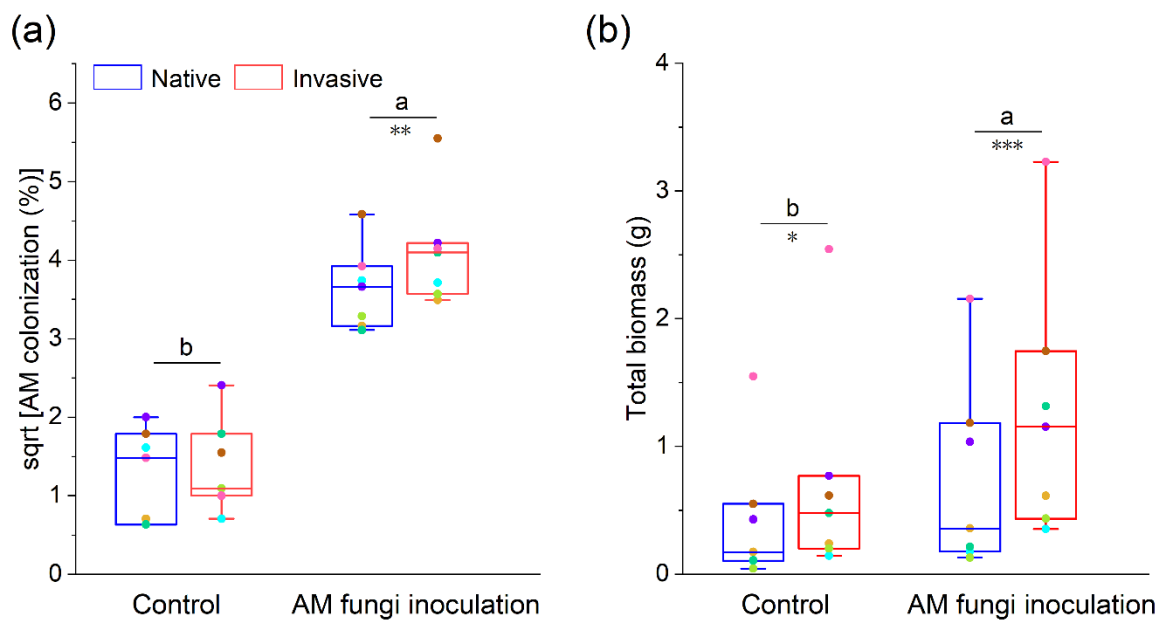 (a)
Native
Invasive
sqrt [AM colonization (%)]
6
5
4
3
2
1
0
a
**
b
Control
AM fungi inoculation
(b)
Total biomass (g)
4
3
2
1
0
b
*
a
***
Control
AM fungi inoculation